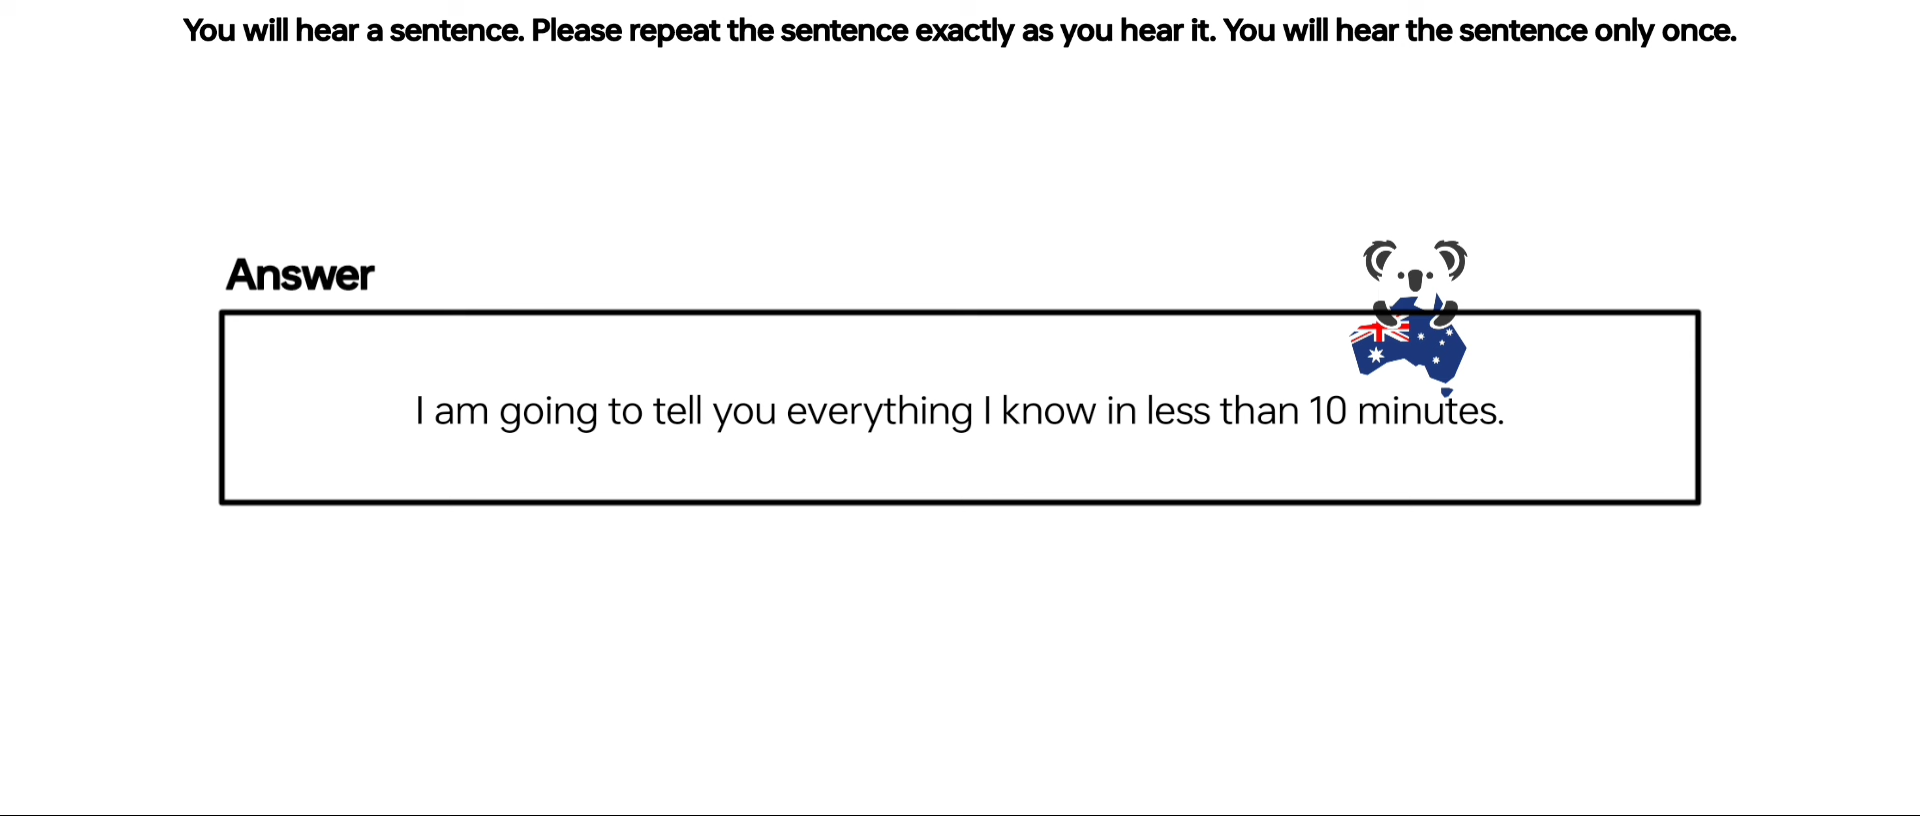 You will hear a sentence. Please repeat the sentence exactly as you hear it. You will hear the sentence only once.
Answer
I am going to tell you everything I know in less than 10 minutes.